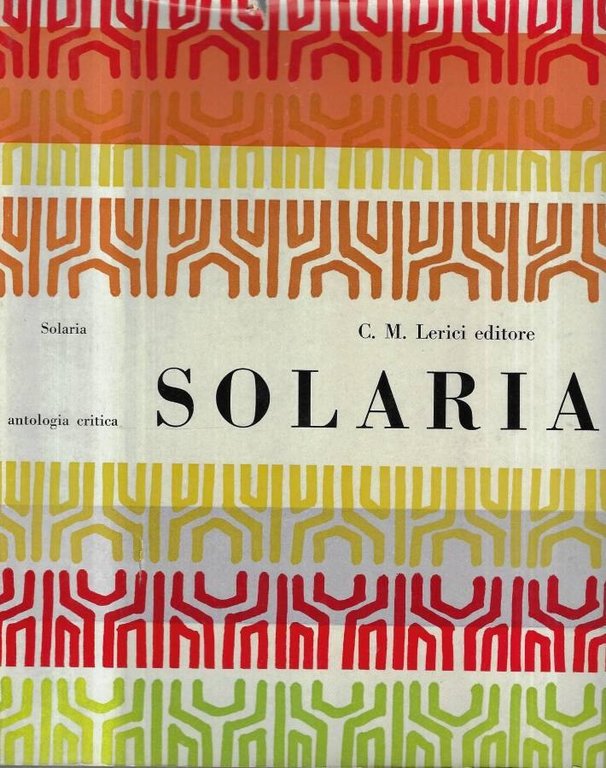 Solaria
antologia critica
C. M. Lerici editore
SOLARIA